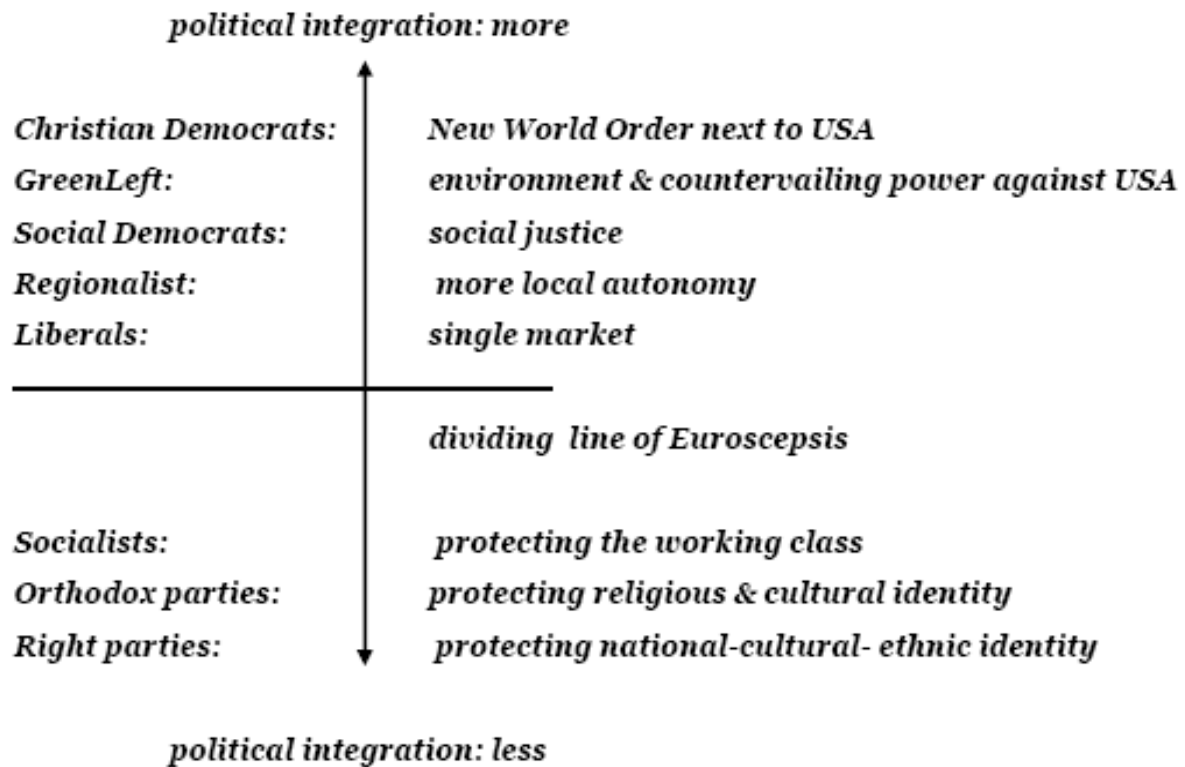 political integration: more
Christian Democrats: New World Order next to USA
GreenLeft: environment & countervailing power against USA
Social Democrats: social justice
Regionalist: more local autonomy
Liberals: single market
dividing line of Euroscepsis
Socialists: protecting the working class
Orthodox parties: protecting religious & cultural identity
Right parties: protecting national-cultural- ethnic identity
political integration: less